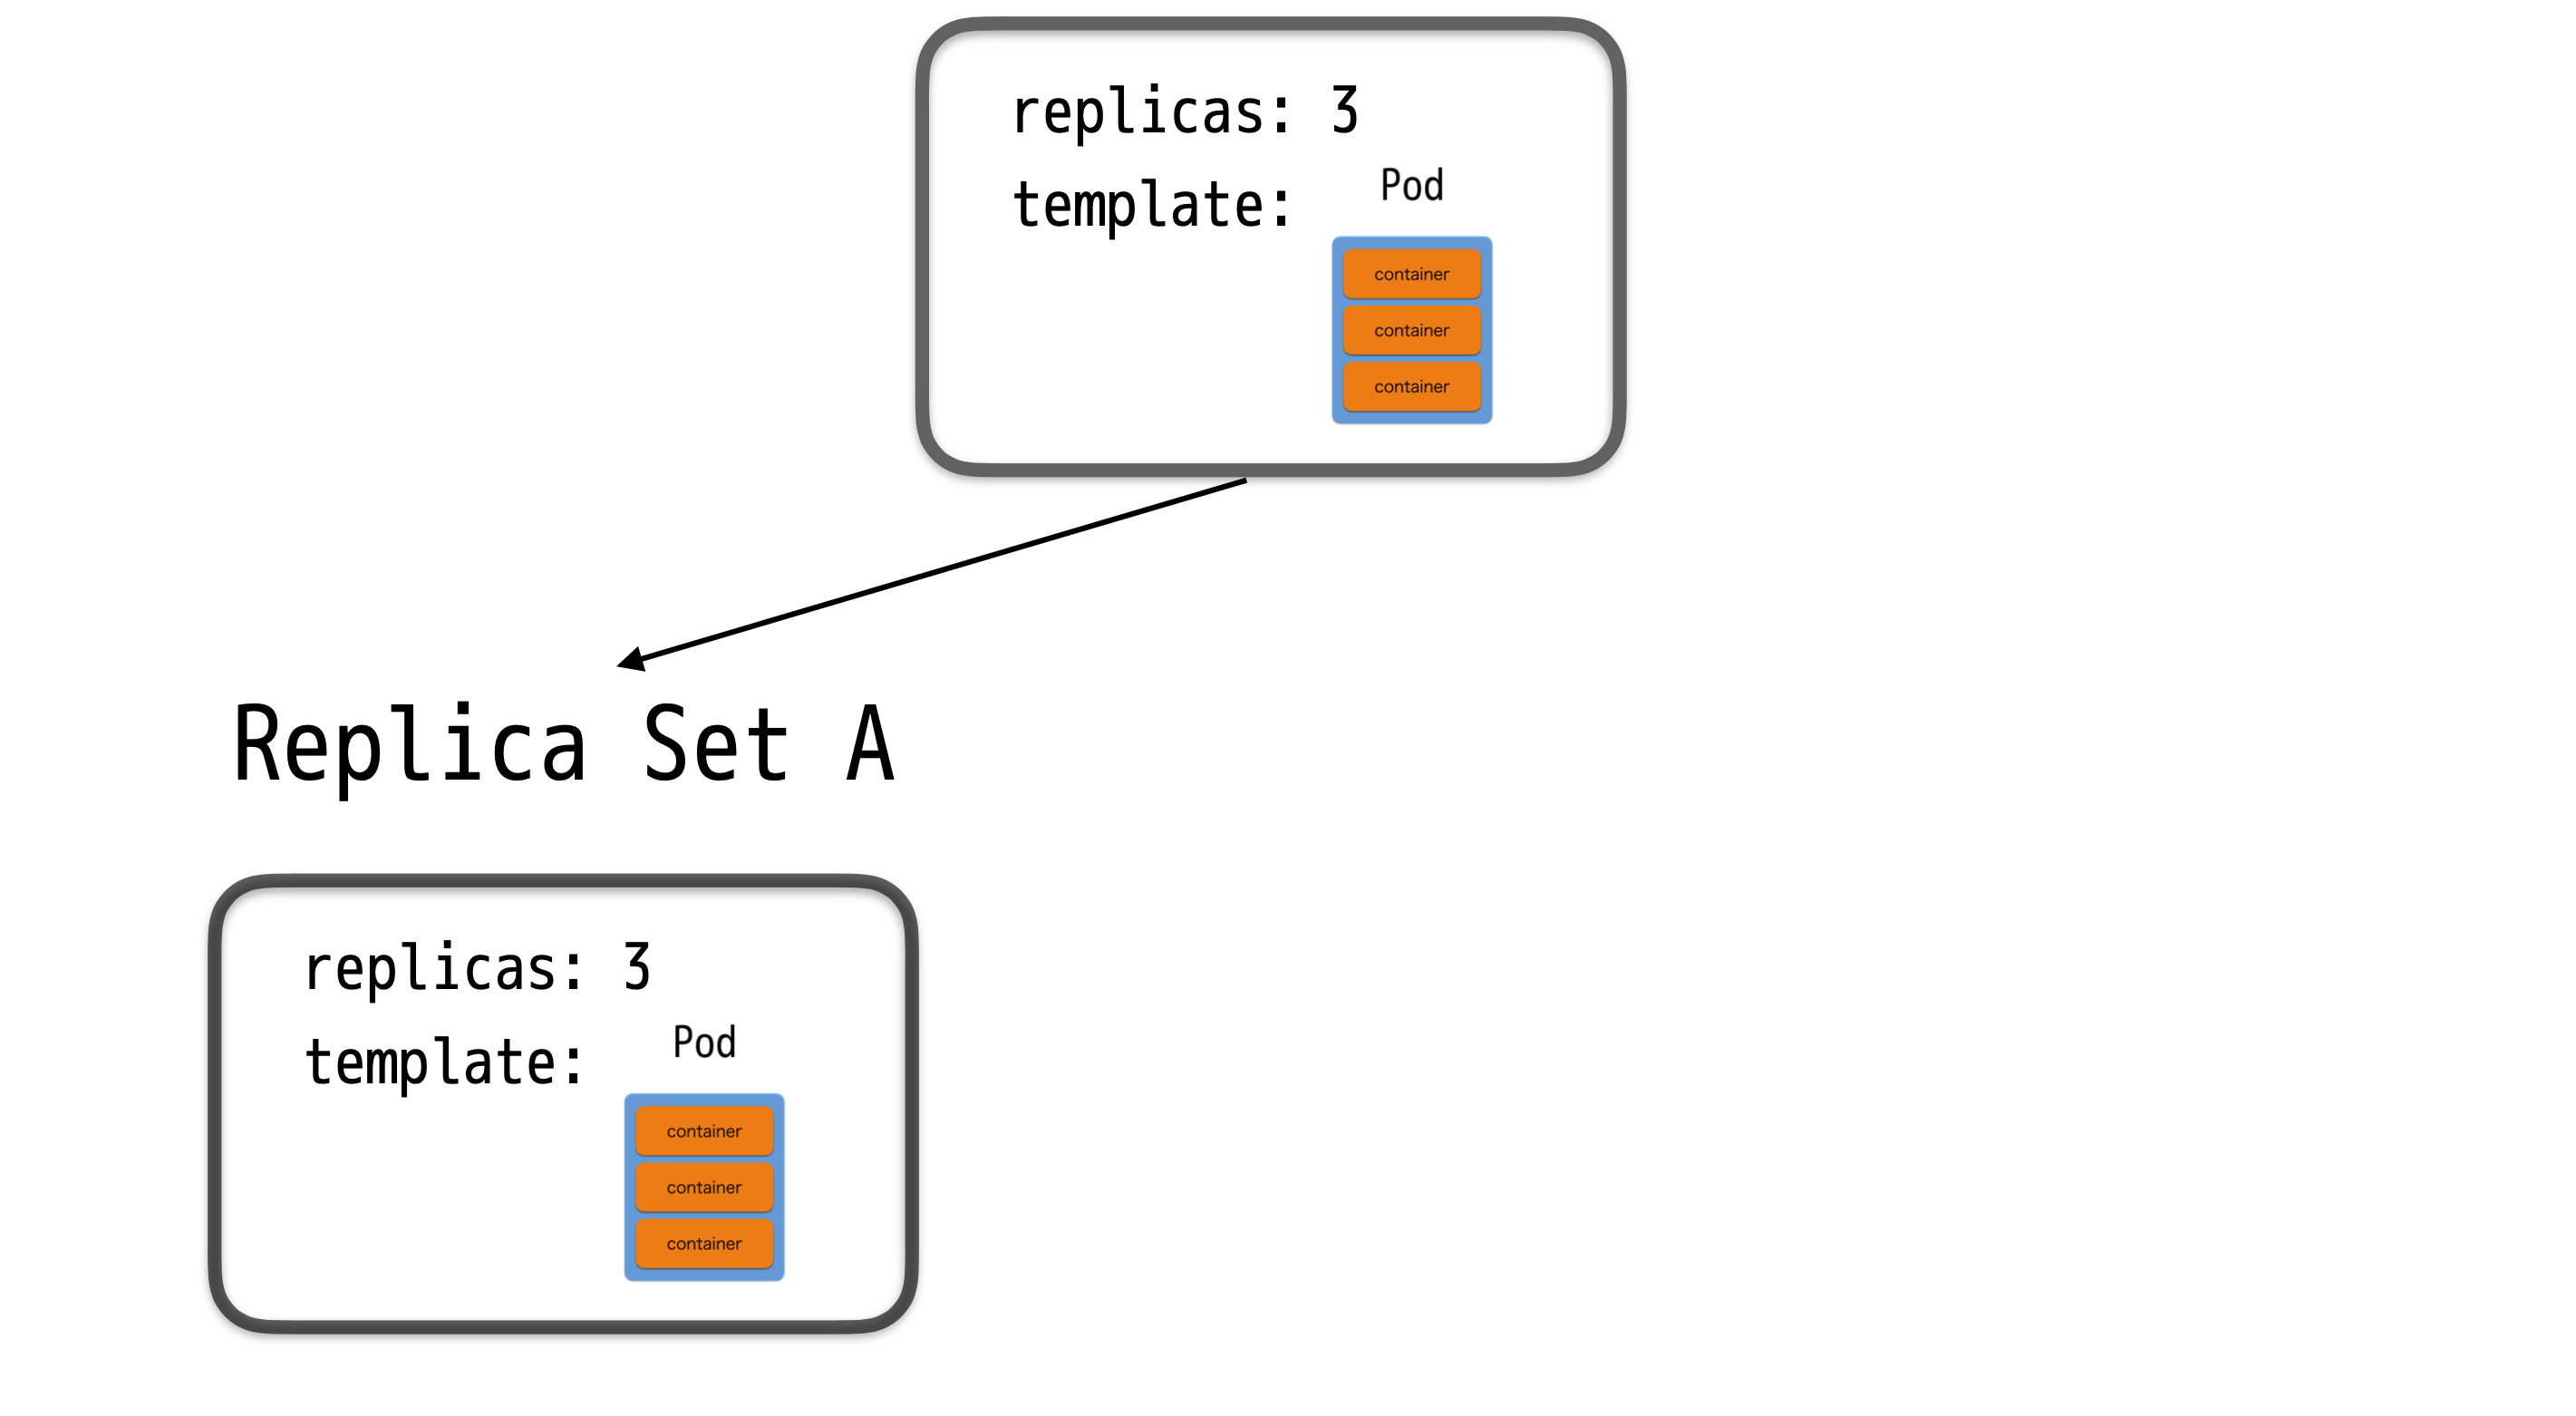 replicas: 3
template:
Pod
container
container
container
Replica Set A
replicas: 3
template:
Pod
container
container
container